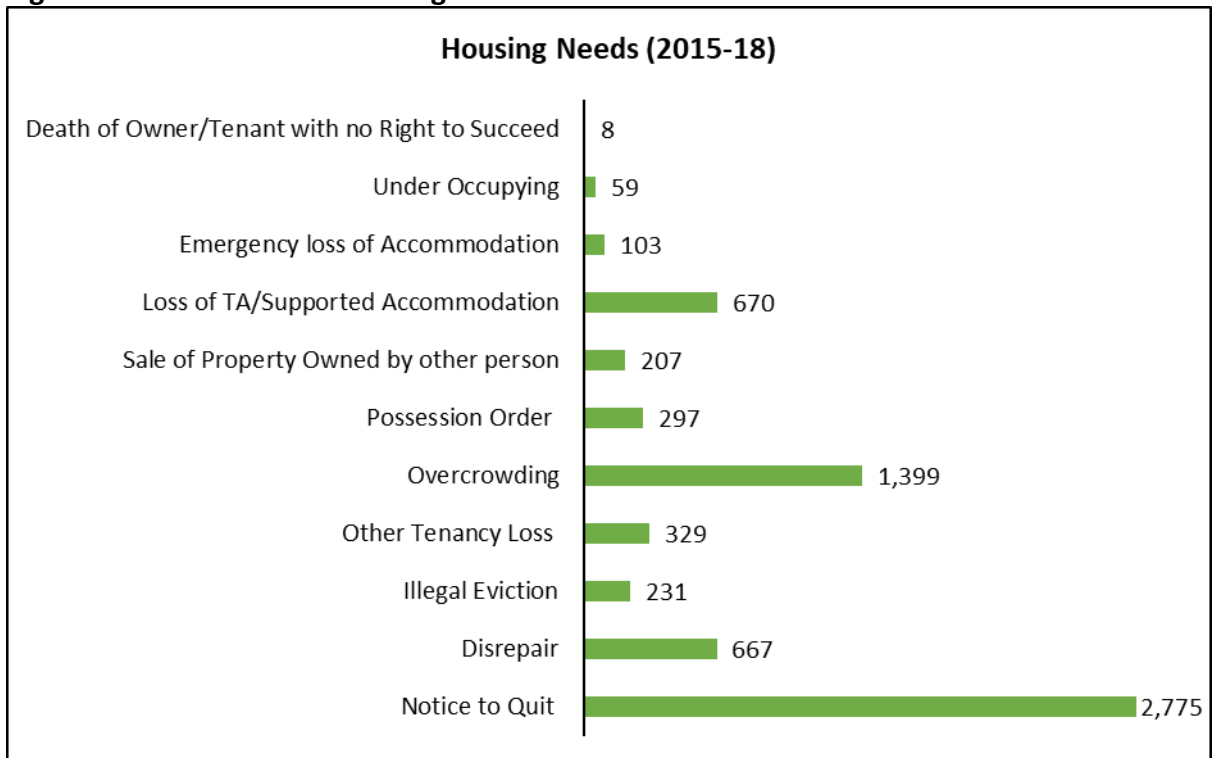 Housing Needs (2015-18)
Death of Owner/Tenant with no Right to Succeed 8
Under Occupying 59
Emergency loss of Accommodation 103
Loss of TA/Supported Accommodation 670
Sale of Property Owned by other person 207
Possession Order 297
Overcrowding 1,399
Other Tenancy Loss 329
Illegal Eviction 231
Disrepair 667
Notice to Quit 2,775